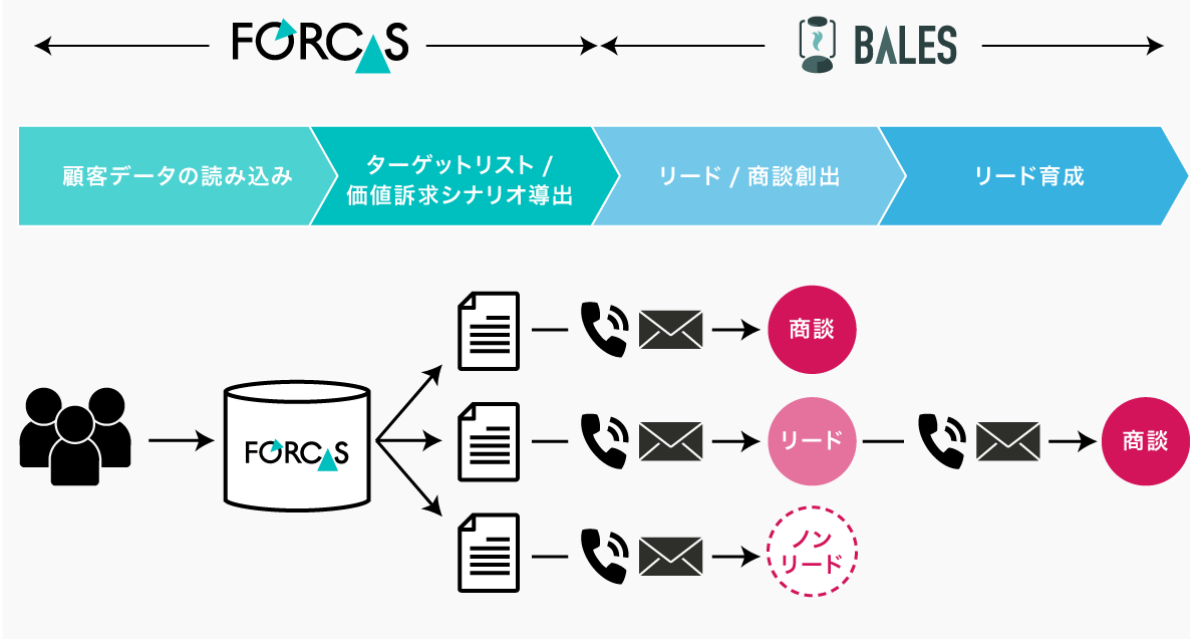 FORCAS
BALES
顧客データの読み込み
ターゲットリスト /
価値訴求シナリオ導出
リード / 商談創出
リード育成
商談
FORCAS
リード
商談
ノン
リード